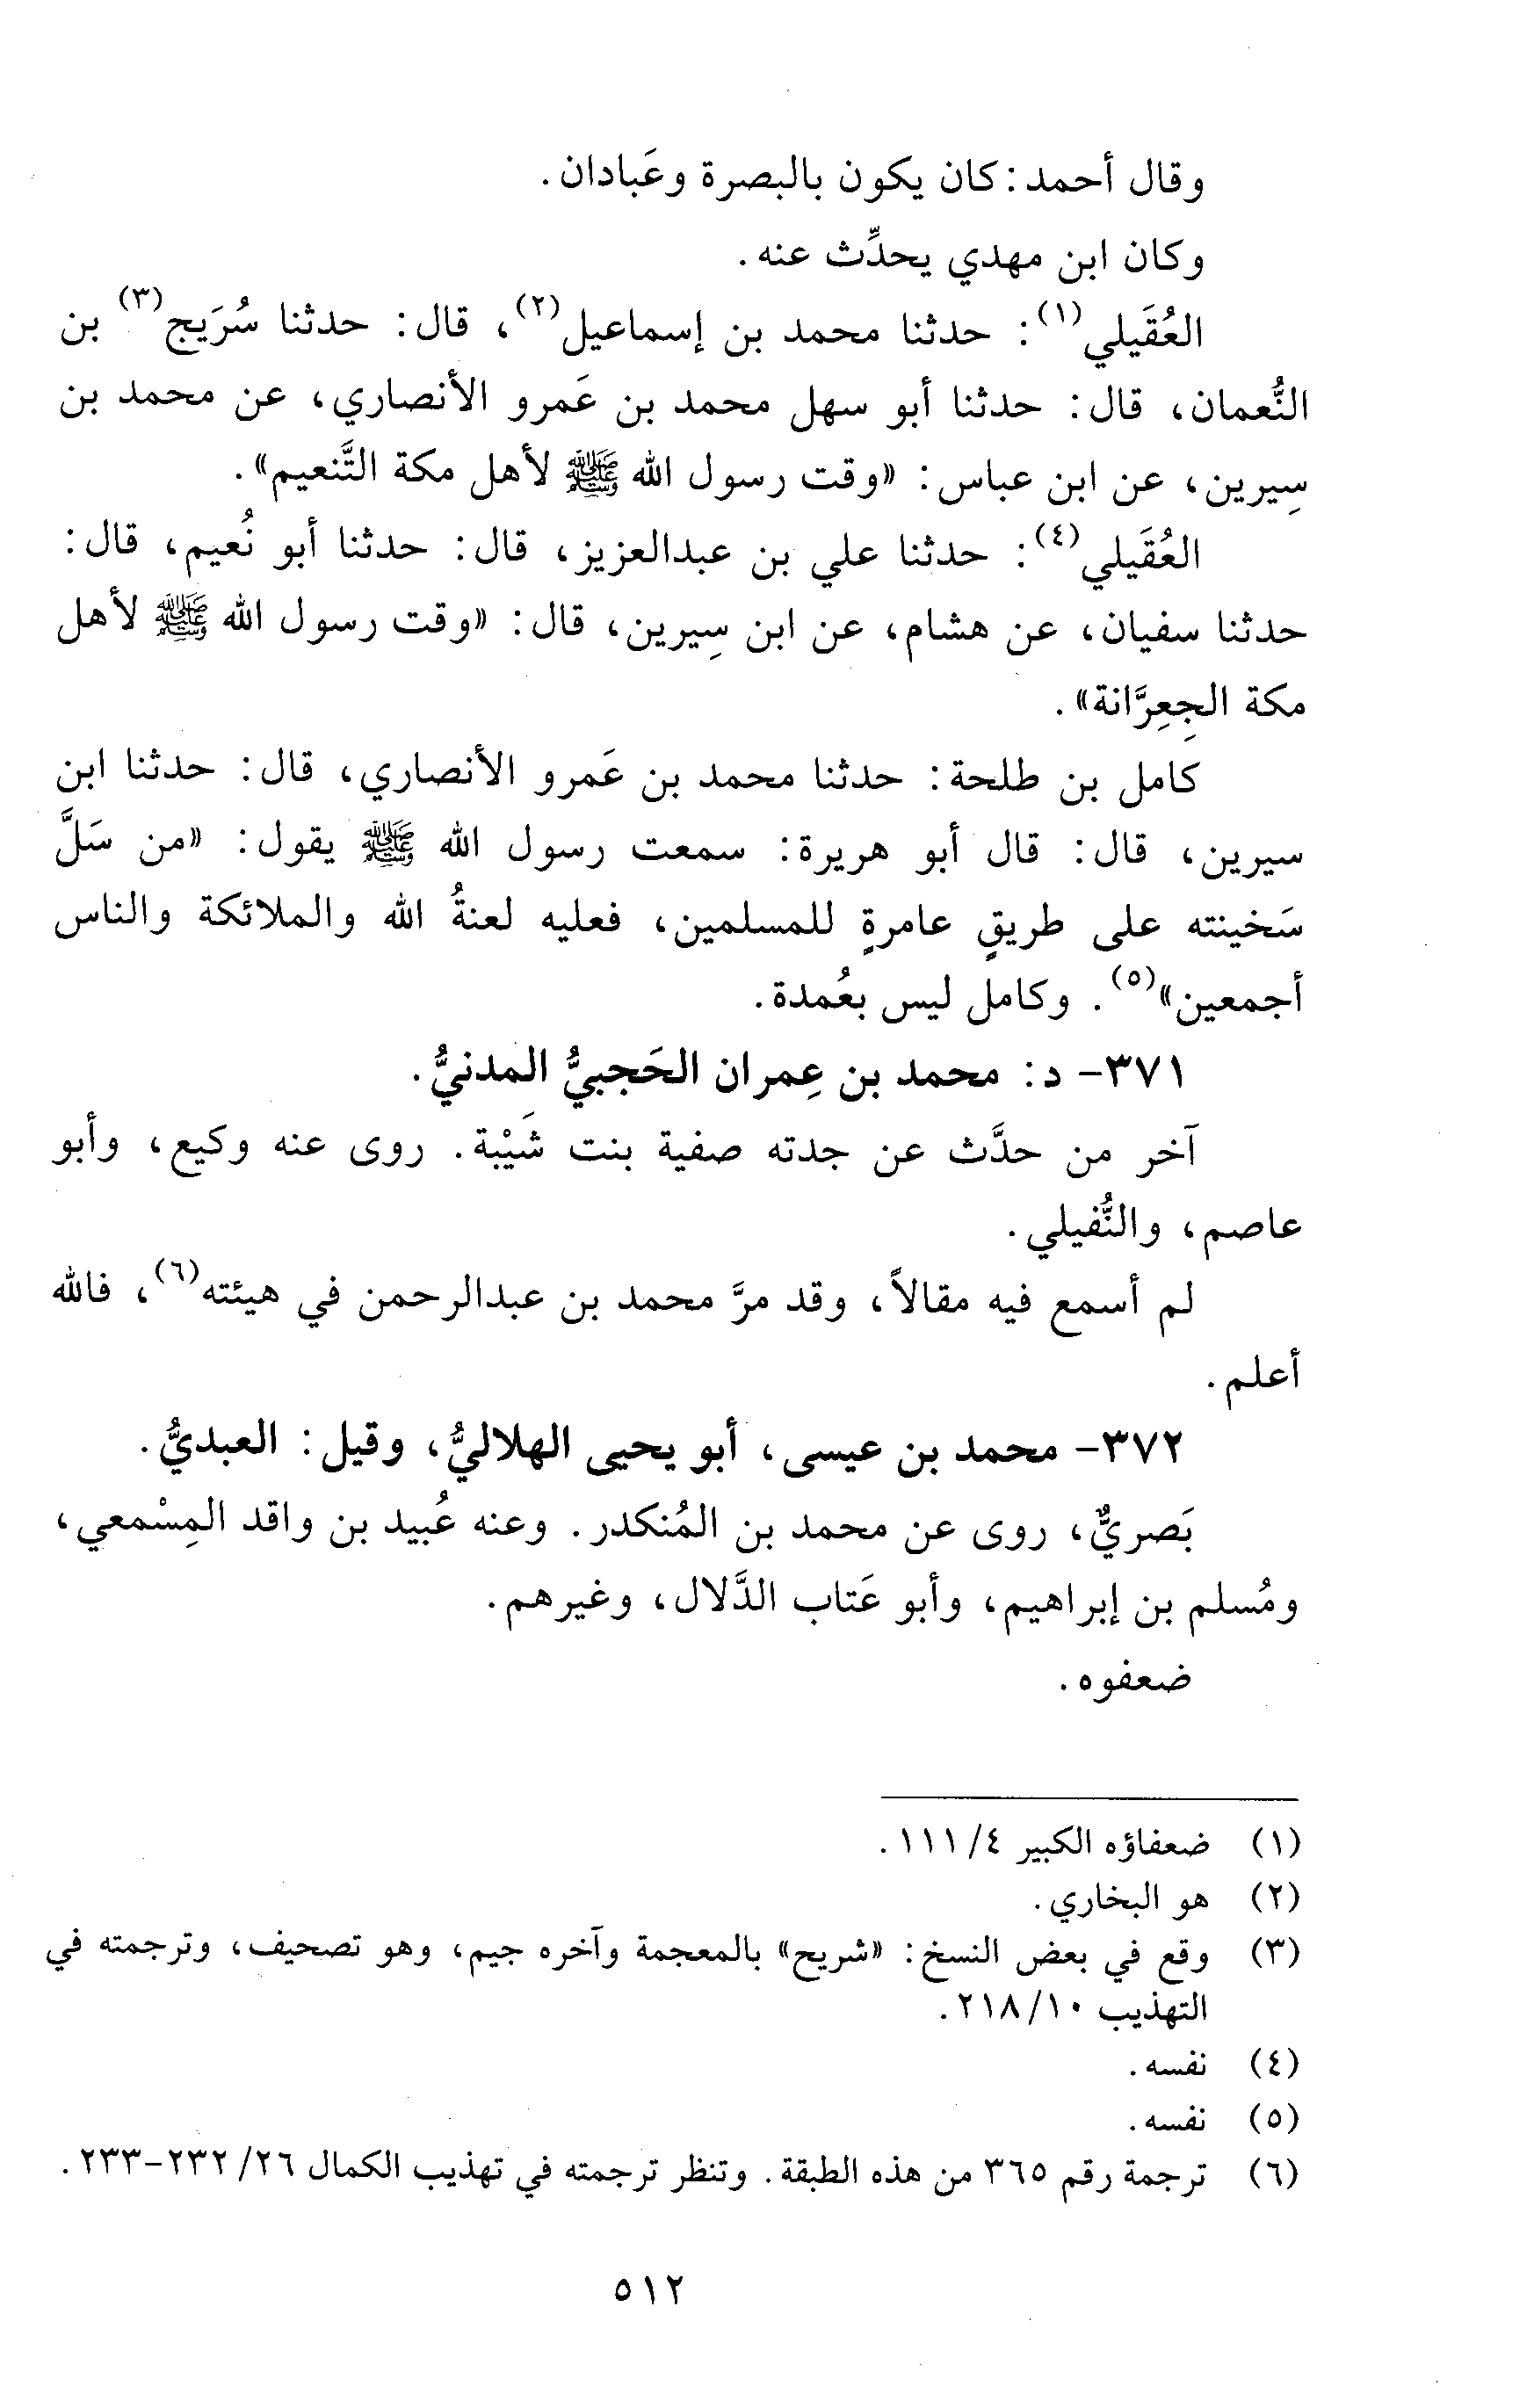 وقال أحمد: كان يكون بالبصرة وعَبادان.
وكان ابن مهدي يحدِّث عنه.
العُقَيلي(١): حدثنا محمد بن إسماعيل(٢)، قال: حدثنا سُرَيج(٣) بن
النُّعمان، قال: حدثنا أبو سهل محمد بن عَمرو الأنصاري، عن محمد بن
سِيرين، عن ابن عباس: «وقت رسول الله ﷺ لأهل مكة التَّنعيم».
العُقَيلي(٤): حدثنا علي بن عبدالعزيز، قال: حدثنا أبو نُعيم، قال:
حدثنا سفيان، عن هشام، عن ابن سِيرين، قال: «وقت رسول الله ﷺ لأهل
مكة الجِعِرَّانة».
كامل بن طلحة: حدثنا محمد بن عَمرو الأنصاري، قال: حدثنا ابن
سيرين، قال: قال أبو هريرة: سمعت رسول الله ﷺ يقول: «من سَلَّ
سَخينته على طريقٍ عامرةٍ للمسلمين، فعليه لعنةُ الله والملائكة والناس
أجمعين»(٥). وكامل ليس بعُمدة.
٣٧١- د: محمد بن عِمران الحَجبيُّ المدنيُّ.
آخر من حدَّث عن جدته صفية بنت شَيْبة. روى عنه وكيع، وأبو
عاصم، والنُّفيلي.
لم أسمع فيه مقالاً، وقد مرَّ محمد بن عبدالرحمن في هيئته(٦)، فالله
أعلم.
٣٧٢- محمد بن عيسى، أبو يحيى الهلاليُّ، وقيل: العبديُّ.
بَصريٌّ، روى عن محمد بن المُنكدر. وعنه عُبيد بن واقد المِسْمعي،
ومُسلم بن إبراهيم، وأبو عَتاب الدَّلال، وغيرهم.
ضعفوه.
(١) ضعفاؤه الكبير ٤/ ١١١.
(٢) هو البخاري.
(٣) وقع في بعض النسخ: «شريح» بالمعجمة وآخره جيم، وهو تصحيف، وترجمته في
التهذيب ١٠/ ٢١٨.
(٤) نفسه.
(٥) نفسه.
(٦) ترجمة رقم ٣٦٥ من هذه الطبقة. وتنظر ترجمته في تهذيب الكمال ٢٦/ ٢٣٢-٢٣٣.
٥١٢